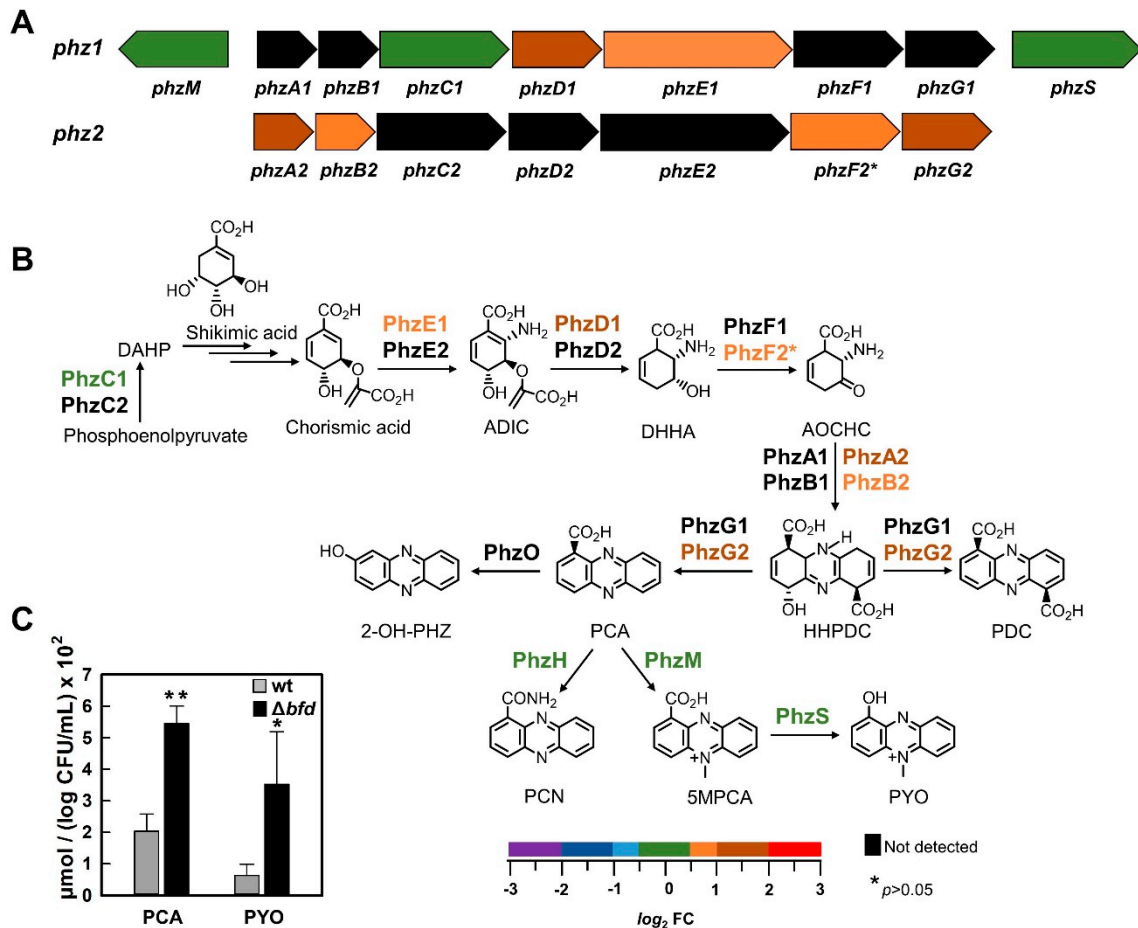 A
phz1
phzM phzA1 phzB1 phzC1 phzD1 phzE1 phzF1 phzG1 phzS
phz2
phzA2 phzB2 phzC2 phzD2 phzE2 phzF2* phzG2
B
CO₂H
HO OH
OH
Shikimic acid
DAHP
PhzC1
PhzC2
Phosphoenolpyruvate
CO₂H
O
OH CO₂H
Chorismic acid
PhzE1
PhzE2
CO₂H
NH₂
O
OH CO₂H
ADIC
PhzD1
PhzD2
CO₂H
NH₂
OH
DHHA
PhzF1
PhzF2*
CO₂H
NH₂
O
AOCHC
PhzA1 PhzA2
PhzB1 PhzB2
HO N
N
2-OH-PHZ
PhzO
CO₂H
N
N
PCA
PhzG1
PhzG2
CO₂H
N H
N
OH CO₂H
HHPDC
PhzG1
PhzG2
CO₂H
N
N
CO₂H
PDC
PhzH PhzM
CONH₂
N
N
PCN
CO₂H
N
N+
5MPCA
PhzS
OH
N
N+
PYO
C
µmol / (log CFU/mL) x 10²
7
6
5
4
3
2
1
0
wt
Δbfd
**
*
PCA PYO
-3 -2 -1 0 1 2 3
log₂ FC
Not detected
*p>0.05